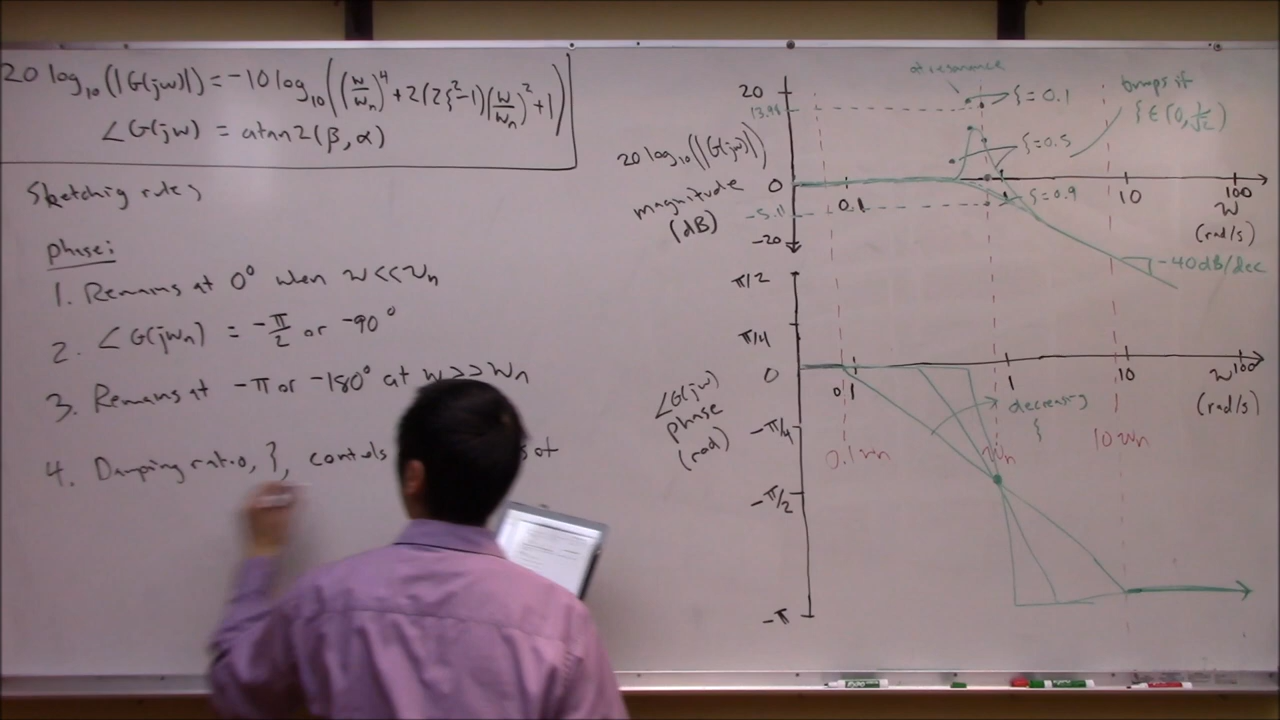 20 log₁₀(|G(jω)|) = -10 log₁₀((ω/ωₙ)⁴ + 2(2ξ²-1)(ω/ωₙ)² + 1)
∠G(jω) = atan2(β, α)
Sketching rules
phase:
1. Remains at 0° when ω << ωₙ
2. ∠G(jωₙ) = -π/2 or -90°
3. Remains at -π or -180° at ω >> ωₙ
4. Damping ratio, ξ, controls
of
at resonance
20
13.98
ξ=0.1
bumps if
ξ ∈ (0, 1/√2)
20 log₁₀(|G(jω)|)
magnitude
(dB)
ξ=0.5
0
0.1
1
10
100
ξ=0.9
ω
(rad/s)
-5.11
-20
-40dB/dec
π/2
π/4
0
0.1
1
10
100
ω
(rad/s)
∠G(jω)
phase
(rad)
decreasing
ξ
-π/4
0.1ωₙ
ωₙ
10ωₙ
-π/2
-π